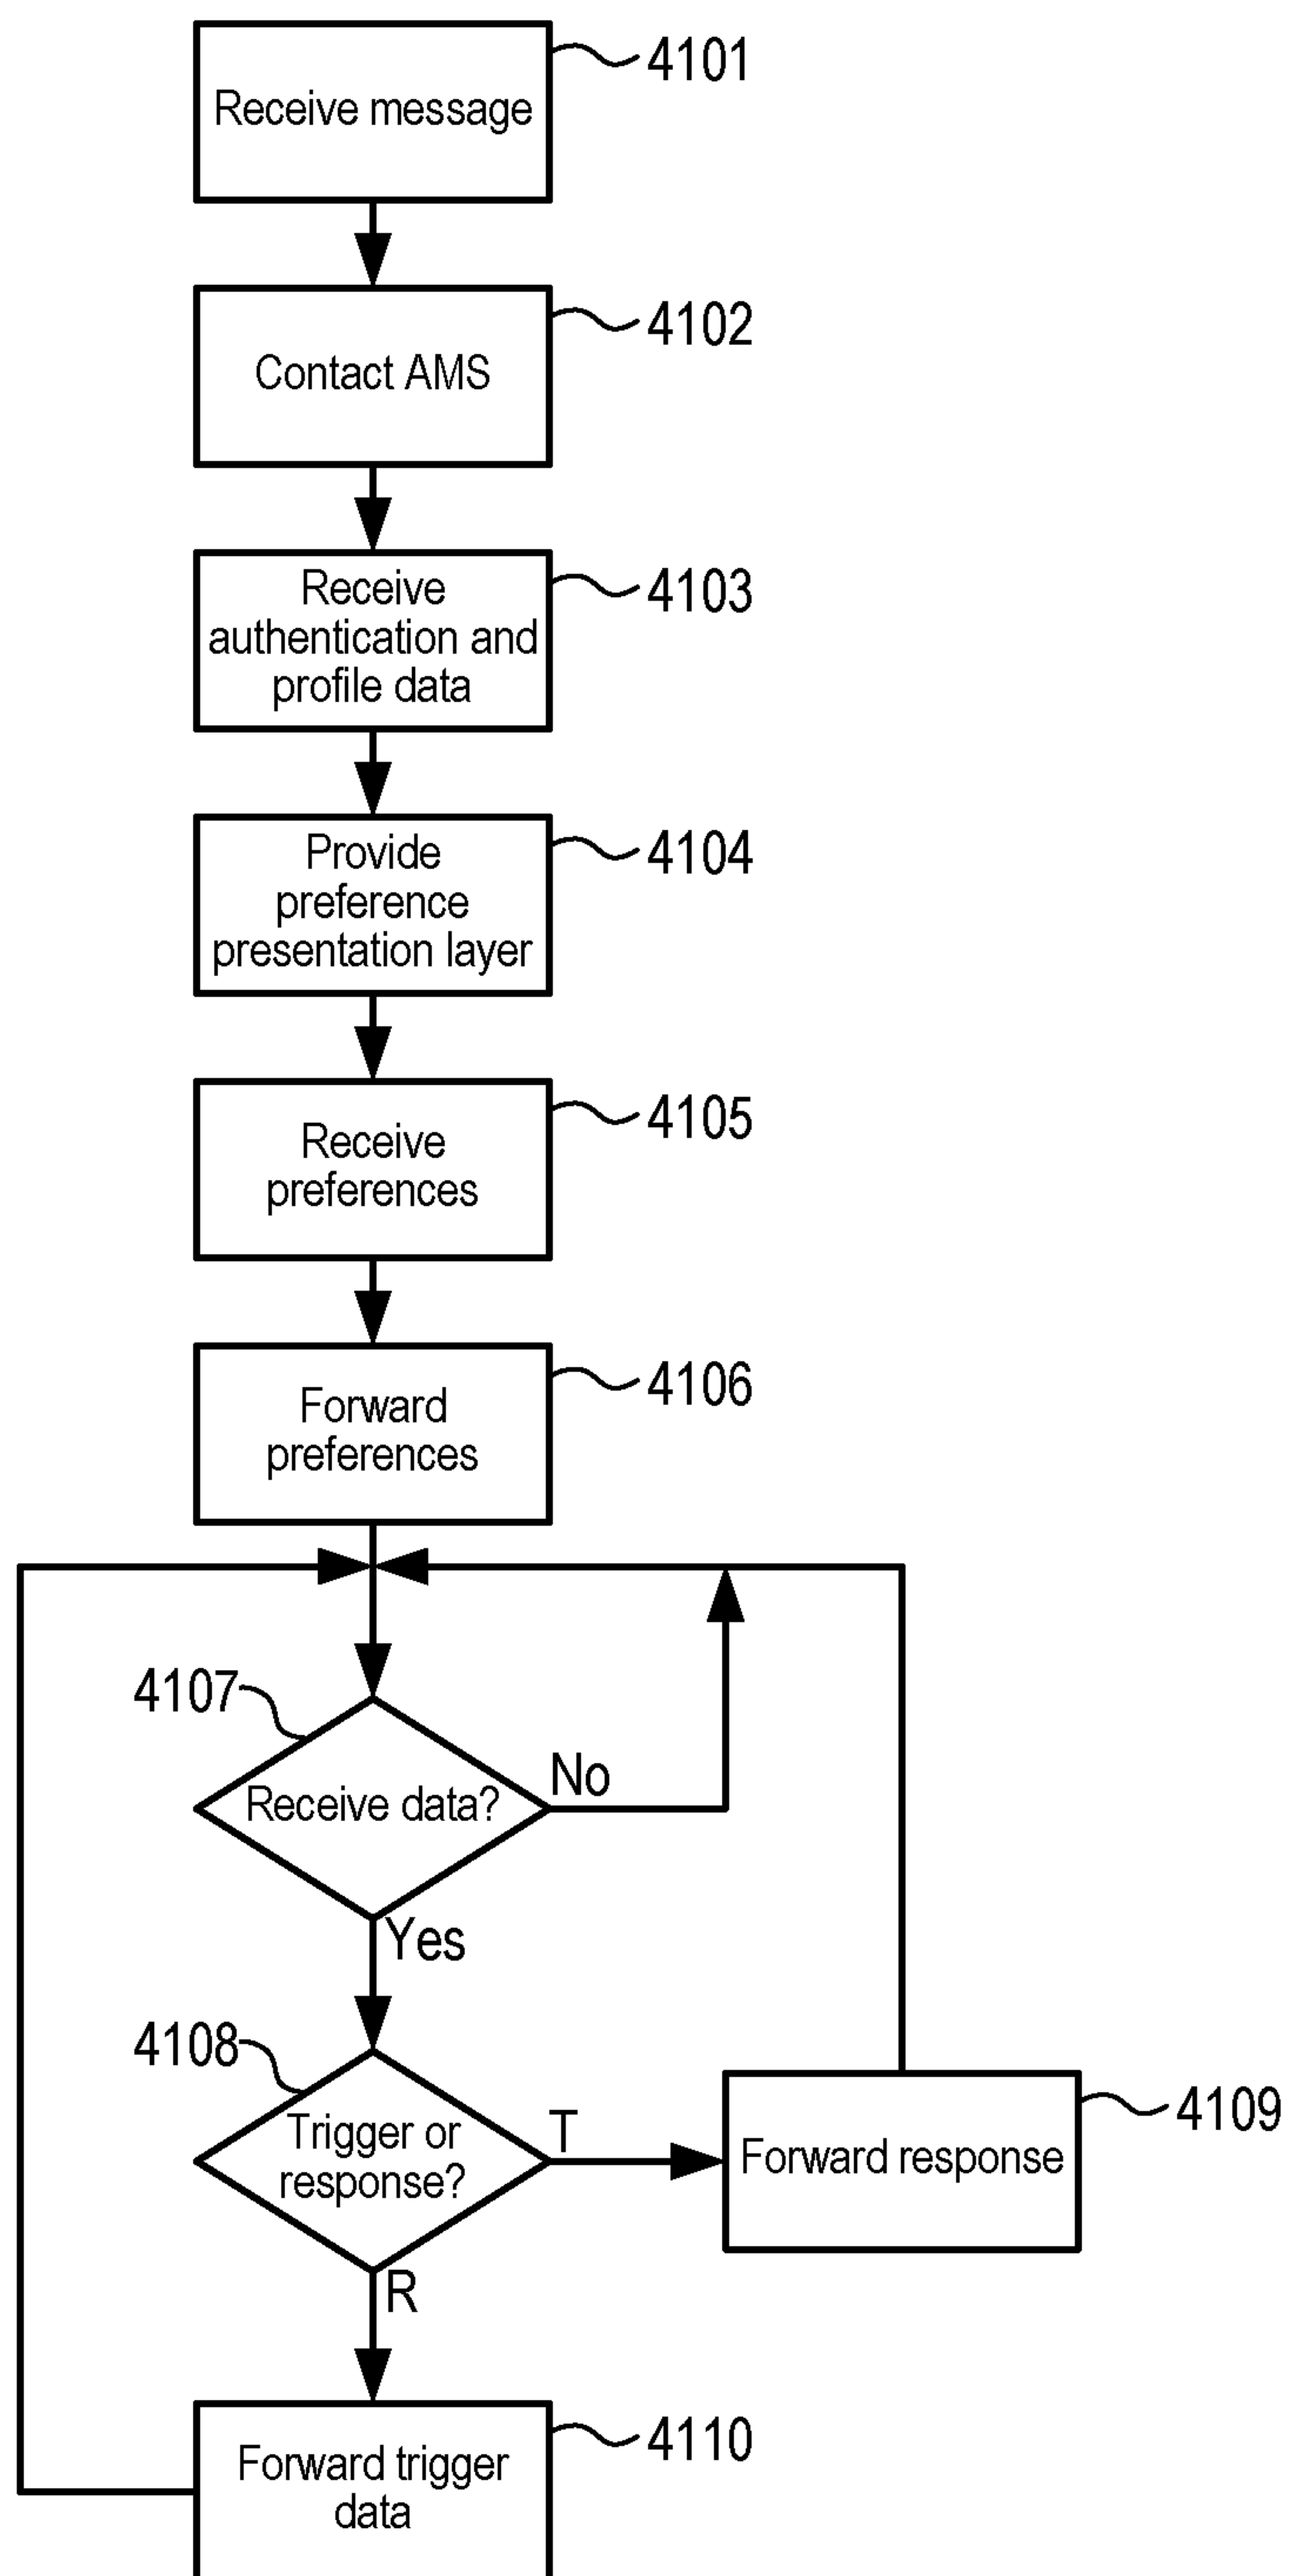 Receive message
4101
Contact AMS
4102
Receive
authentication and
profile data
4103
Provide
preference
presentation layer
4104
Receive
preferences
4105
Forward
preferences
4106
4107
Receive data?
No
Yes
4108
Trigger or
response?
T
R
Forward response
4109
Forward trigger
data
4110